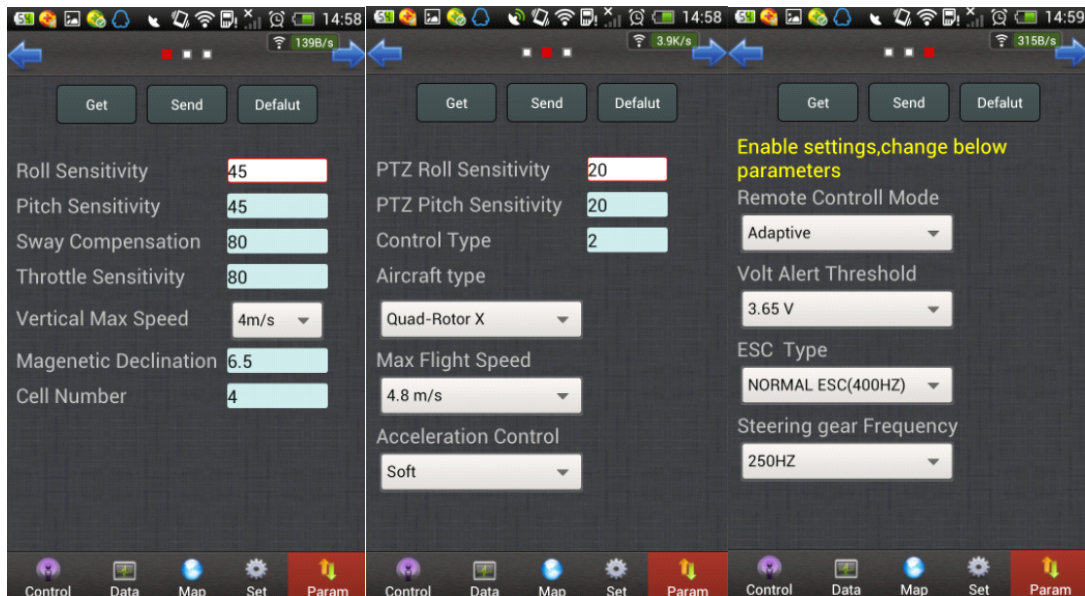 14:58
139B/s
Get Send Defalut
Roll Sensitivity 45
Pitch Sensitivity 45
Sway Compensation 80
Throttle Sensitivity 80
Vertical Max Speed 4m/s
Magenetic Declination 6.5
Cell Number 4
Control Data Map Set Param
14:58
3.9K/s
Get Send Defalut
PTZ Roll Sensitivity 20
PTZ Pitch Sensitivity 20
Control Type 2
Aircraft type
Quad-Rotor X
Max Flight Speed
4.8 m/s
Acceleration Control
Soft
Control Data Map Set Param
14:59
315B/s
Get Send Defalut
Enable settings,change below
parameters
Remote Controll Mode
Adaptive
Volt Alert Threshold
3.65 V
ESC Type
NORMAL ESC(400HZ)
Steering gear Frequency
250HZ
Control Data Map Set Param